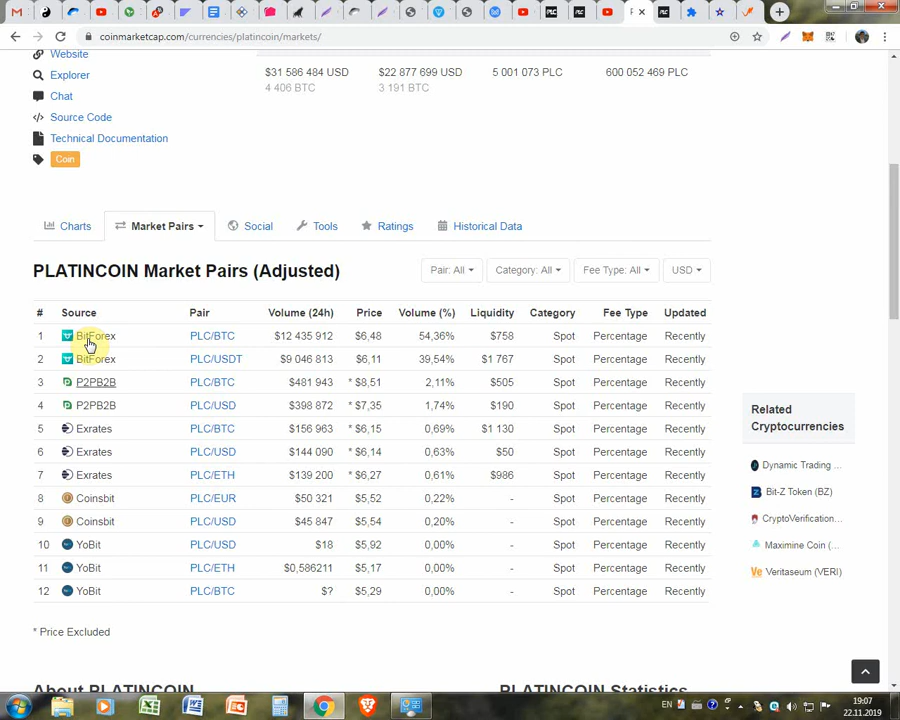 coinmarketcap.com/currencies/platincoin/markets/
Website
Explorer
Chat
Source Code
Technical Documentation
Coin
$31 586 484 USD $22 877 699 USD 5 001 073 PLC 600 052 469 PLC
4 406 BTC 3 191 BTC
Charts Market Pairs Social Tools Ratings Historical Data
PLATINCOIN Market Pairs (Adjusted) Pair: All Category: All Fee Type: All USD
# Source Pair Volume (24h) Price Volume (%) Liquidity Category Fee Type Updated
1 BitForex PLC/BTC $12 435 912 $6,48 54,36% $758 Spot Percentage Recently
2 BitForex PLC/USDT $9 046 813 $6,11 39,54% $1 767 Spot Percentage Recently
3 P2PB2B PLC/BTC $481 943 * $8,51 2,11% $505 Spot Percentage Recently
4 P2PB2B PLC/USD $398 872 * $7,35 1,74% $190 Spot Percentage Recently
5 Exrates PLC/BTC $156 963 * $6,15 0,69% $1 130 Spot Percentage Recently
6 Exrates PLC/USD $144 090 * $6,14 0,63% $50 Spot Percentage Recently
7 Exrates PLC/ETH $139 200 * $6,27 0,61% $986 Spot Percentage Recently
8 Coinsbit PLC/EUR $50 321 $5,52 0,22% - Spot Percentage Recently
9 Coinsbit PLC/USD $45 847 $5,54 0,20% - Spot Percentage Recently
10 YoBit PLC/USD $18 $5,92 0,00% - Spot Percentage Recently
11 YoBit PLC/ETH $0,586211 $5,17 0,00% - Spot Percentage Recently
12 YoBit PLC/BTC $? $5,29 0,00% - Spot Percentage Recently
* Price Excluded
Related
Cryptocurrencies
Dynamic Trading ...
Bit-Z Token (BZ)
CryptoVerification...
Maximine Coin (...
Veritaseum (VERI)
About PLATINCOIN PLATINCOIN Statistics
EN
19:07
22.11.2019